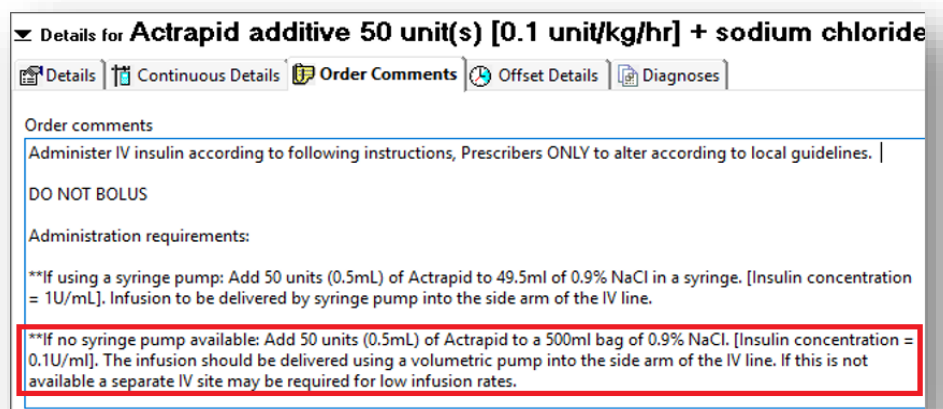 Details for Actrapid additive 50 unit(s) [0.1 unit/kg/hr] + sodium chloride
Details Continuous Details Order Comments Offset Details Diagnoses
Order comments
Administer IV insulin according to following instructions, Prescribers ONLY to alter according to local guidelines.
DO NOT BOLUS
Administration requirements:
**If using a syringe pump: Add 50 units (0.5mL) of Actrapid to 49.5ml of 0.9% NaCl in a syringe. [Insulin concentration
= 1U/mL]. Infusion to be delivered by syringe pump into the side arm of the IV line.
**If no syringe pump available: Add 50 units (0.5mL) of Actrapid to a 500ml bag of 0.9% NaCl. [Insulin concentration =
0.1U/ml]. The infusion should be delivered using a volumetric pump into the side arm of the IV line. If this is not
available a separate IV site may be required for low infusion rates.